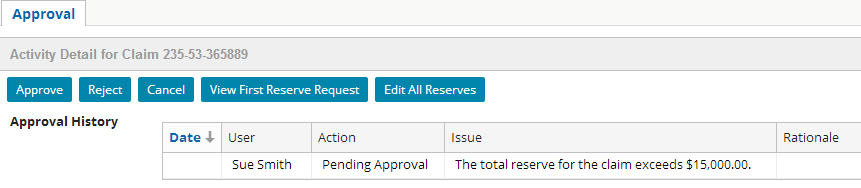 Approval
Activity Detail for Claim 235-53-365889
Approve Reject Cancel View First Reserve Request Edit All Reserves
Approval History
Date User Action Issue Rationale
Sue Smith Pending Approval The total reserve for the claim exceeds $15,000.00.